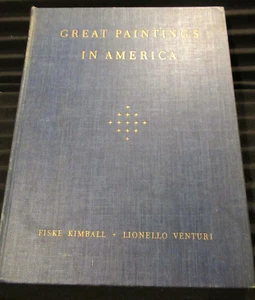 GREAT PAINTINGS
IN AMERICA
FISKE KIMBALL • LIONELLO VENTURI